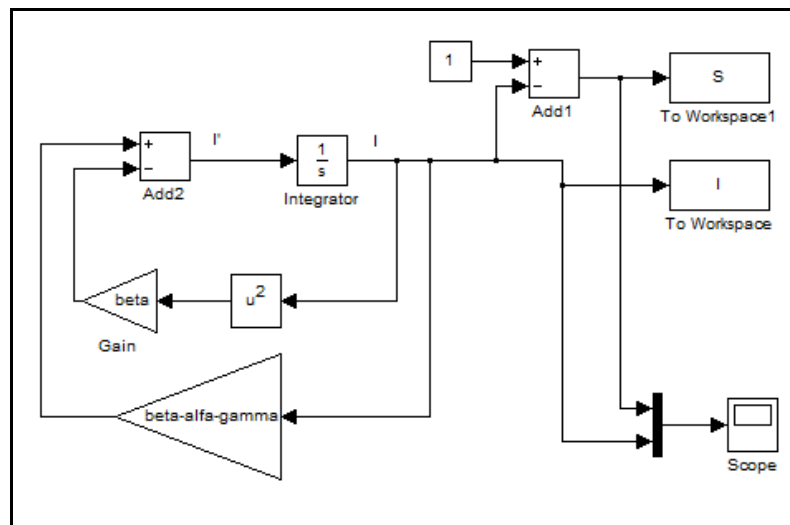 1
+
−
Add1
S
To Workspace1
+
−
Add2
I'
1
s
Integrator
I
I
To Workspace
beta
Gain
u²
beta-alfa-gamma
Scope